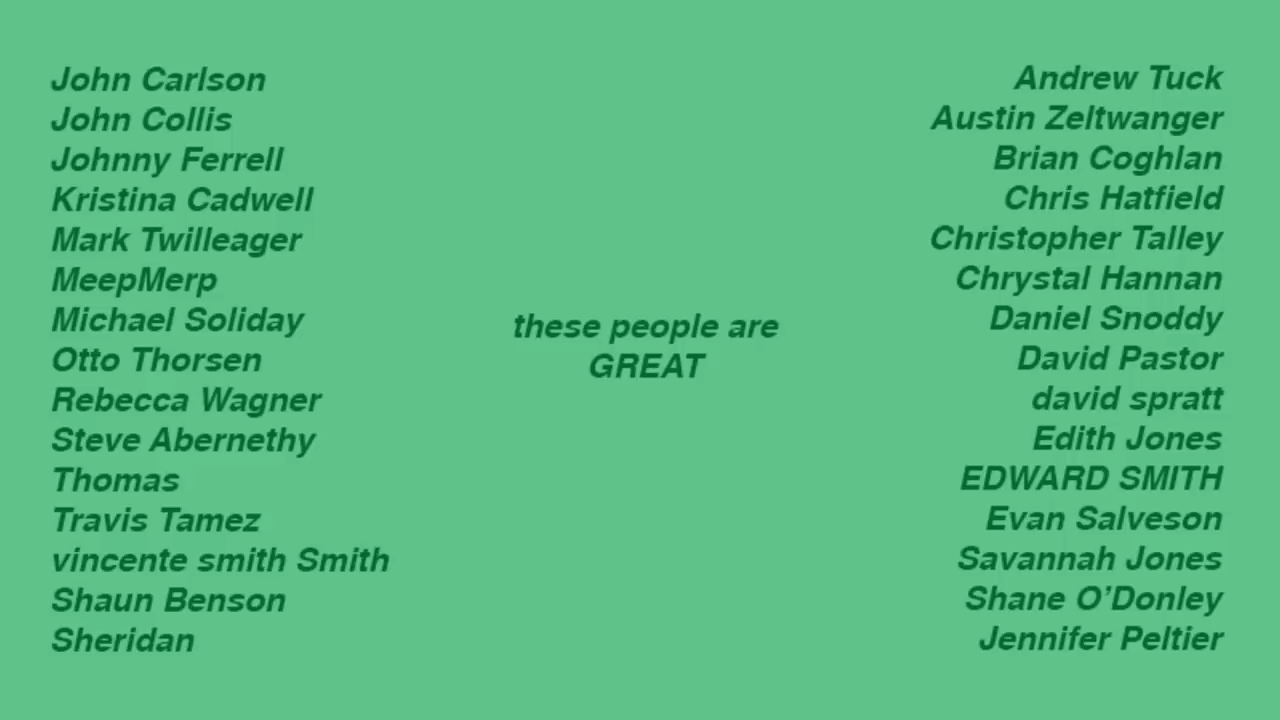 John Carlson
John Collis
Johnny Ferrell
Kristina Cadwell
Mark Twilleager
MeepMerp
Michael Soliday
Otto Thorsen
Rebecca Wagner
Steve Abernethy
Thomas
Travis Tamez
vincente smith Smith
Shaun Benson
Sheridan
these people are
GREAT
Andrew Tuck
Austin Zeltwanger
Brian Coghlan
Chris Hatfield
Christopher Talley
Chrystal Hannan
Daniel Snoddy
David Pastor
david spratt
Edith Jones
EDWARD SMITH
Evan Salveson
Savannah Jones
Shane O’Donley
Jennifer Peltier